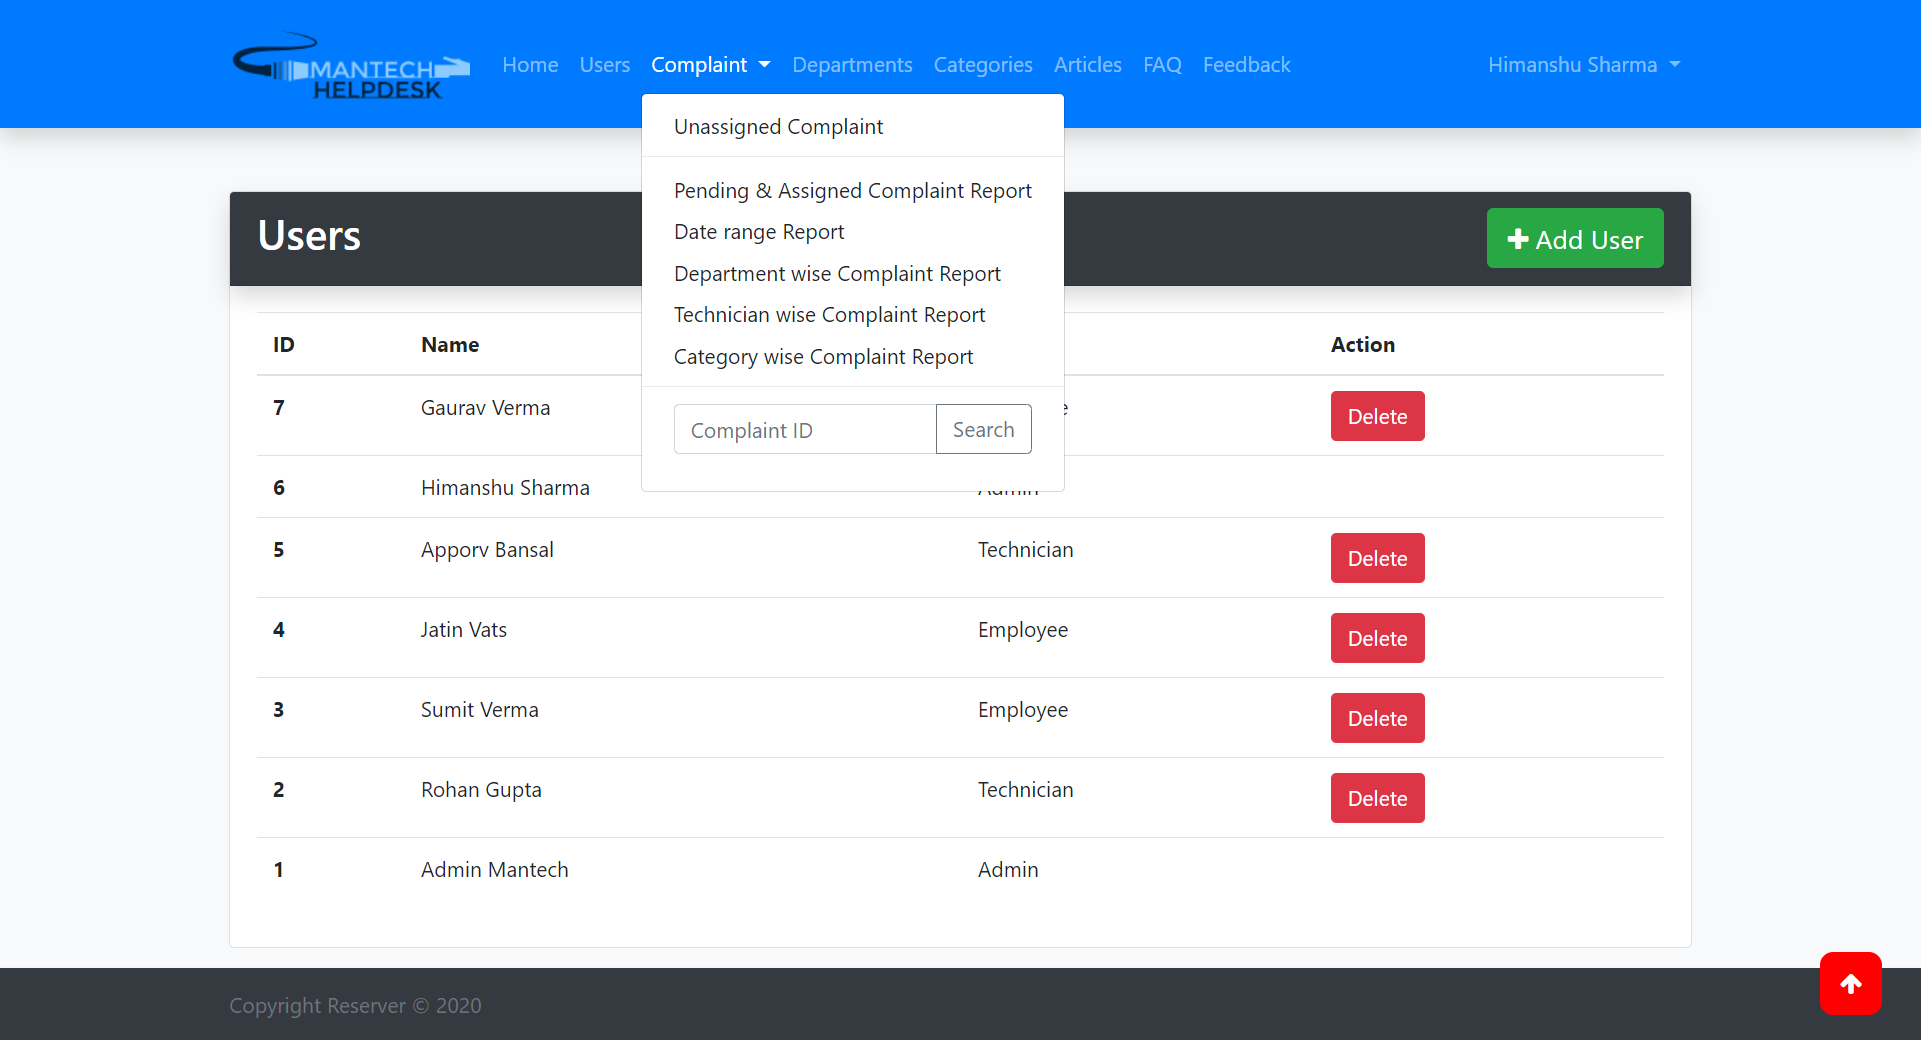 MANTECH
HELPDESK
Home Users Complaint Departments Categories Articles FAQ Feedback Himanshu Sharma
Unassigned Complaint
Pending & Assigned Complaint Report
Date range Report
Department wise Complaint Report
Technician wise Complaint Report
Category wise Complaint Report
Complaint ID Search
Users Add User
ID Name Action
7 Gaurav Verma Delete
6 Himanshu Sharma Admin
5 Apporv Bansal Technician Delete
4 Jatin Vats Employee Delete
3 Sumit Verma Employee Delete
2 Rohan Gupta Technician Delete
1 Admin Mantech Admin
Copyright Reserver © 2020